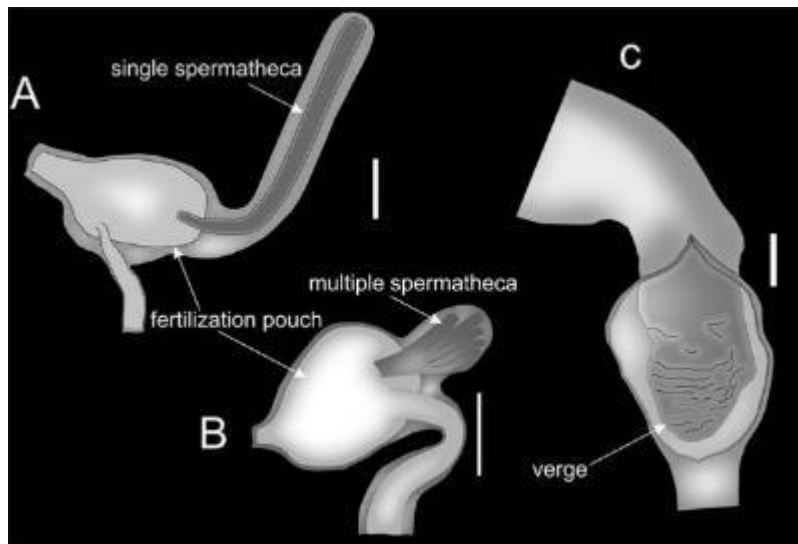 C
single spermatheca
A
multiple spermatheca
fertilization pouch
B
verge